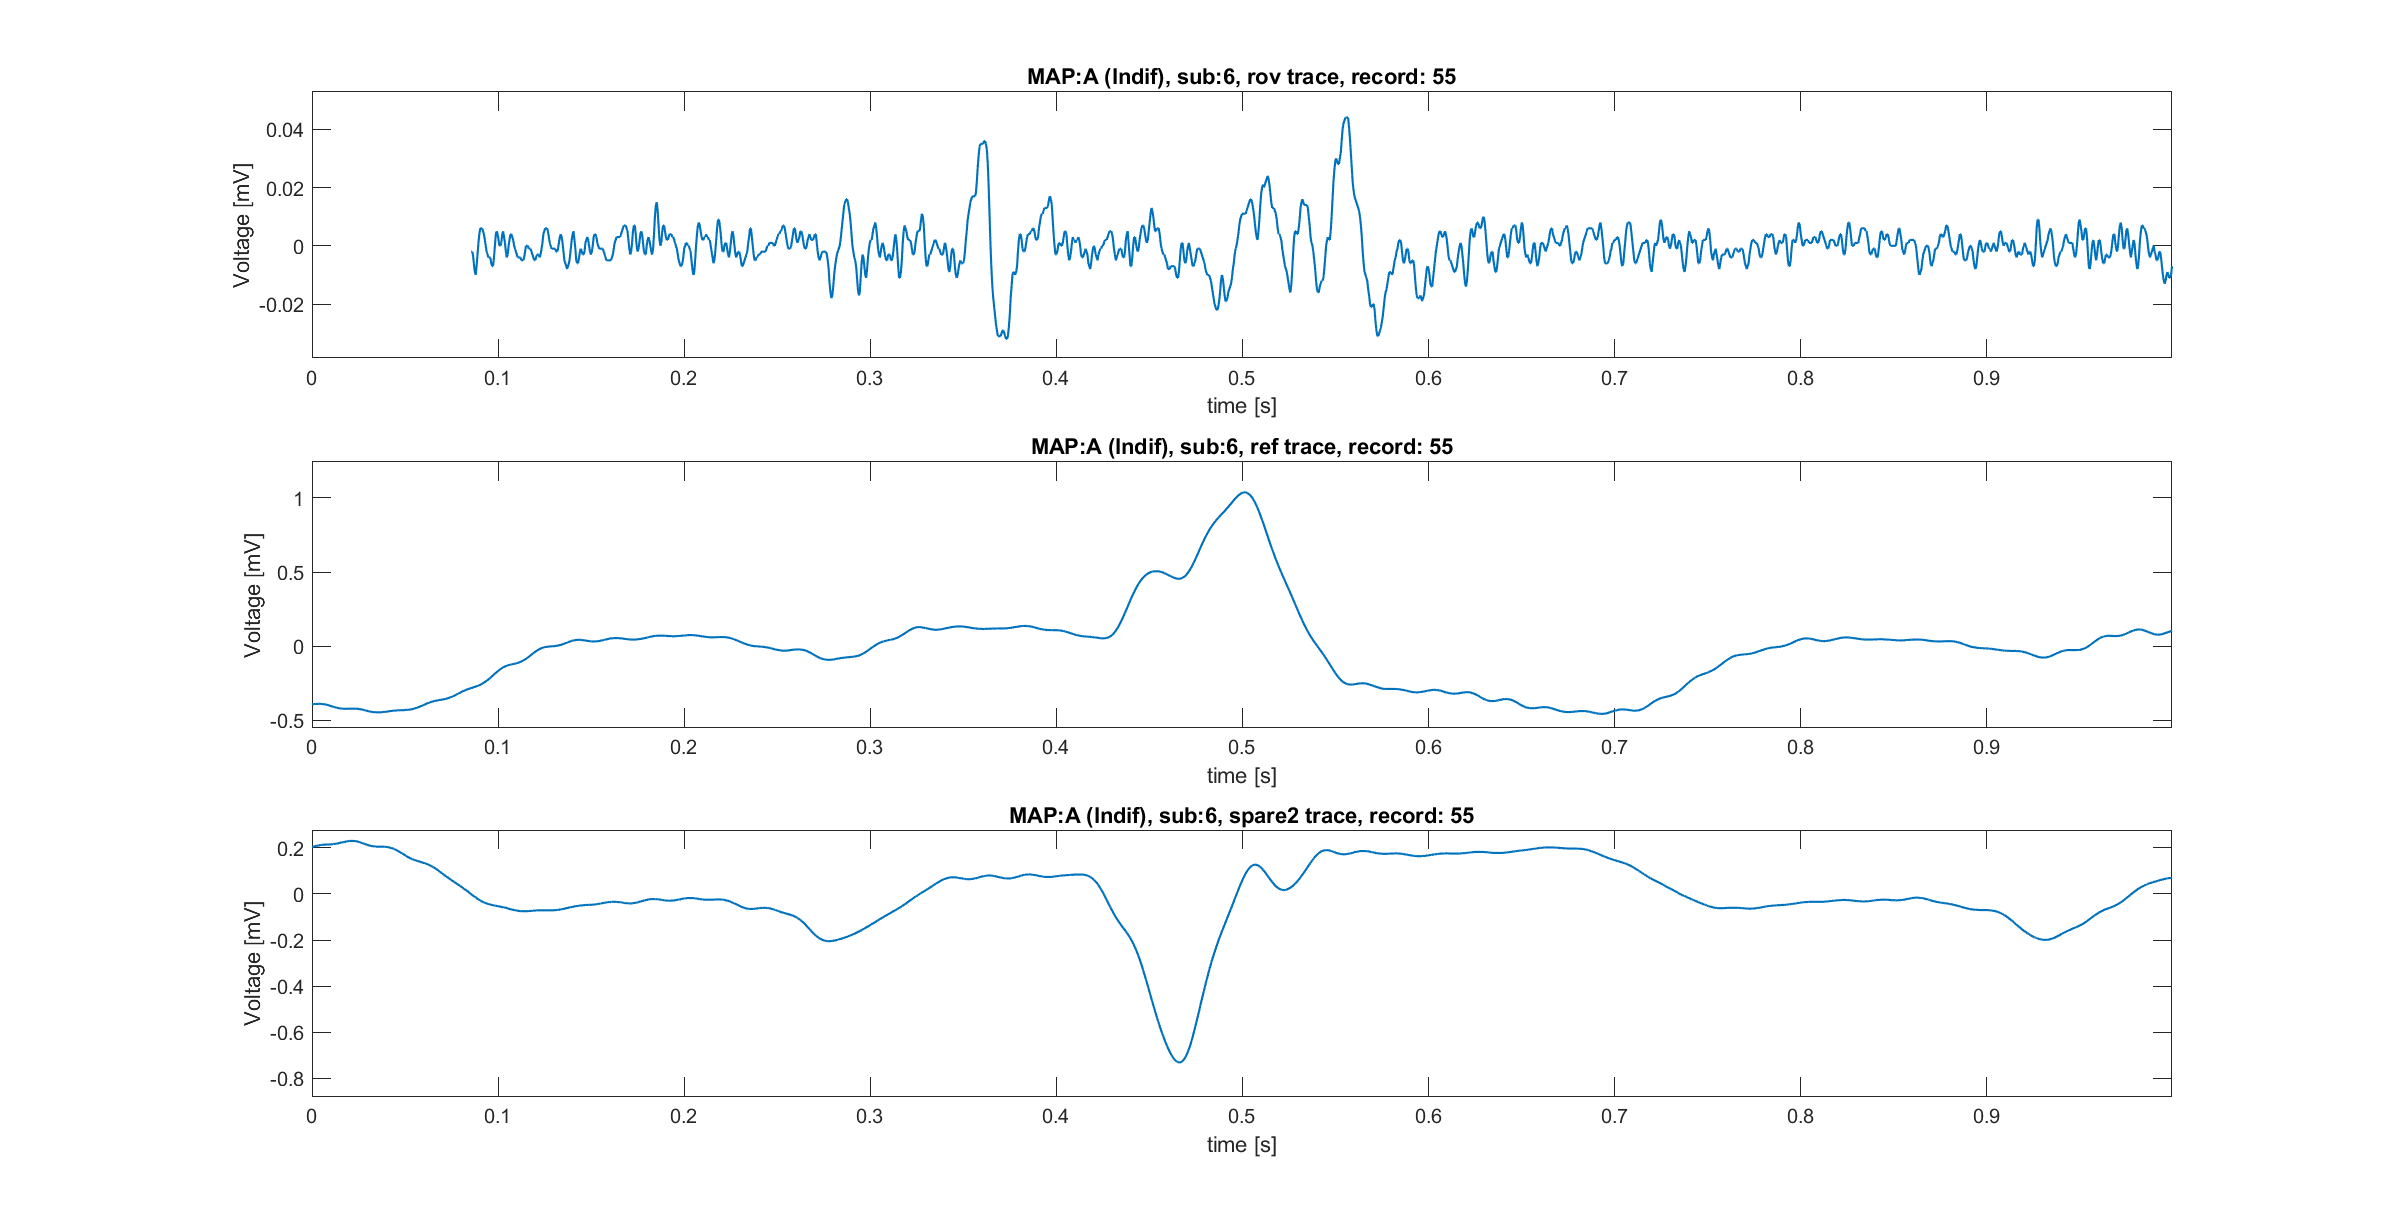 MAP:A (Indif), sub:6, rov trace, record: 55
Voltage [mV]
0.04
0.02
0
-0.02
0 0.1 0.2 0.3 0.4 0.5 0.6 0.7 0.8 0.9
time [s]
MAP:A (Indif), sub:6, ref trace, record: 55
Voltage [mV]
1
0.5
0
-0.5
0 0.1 0.2 0.3 0.4 0.5 0.6 0.7 0.8 0.9
time [s]
MAP:A (Indif), sub:6, spare2 trace, record: 55
Voltage [mV]
0.2
0
-0.2
-0.4
-0.6
-0.8
0 0.1 0.2 0.3 0.4 0.5 0.6 0.7 0.8 0.9
time [s]